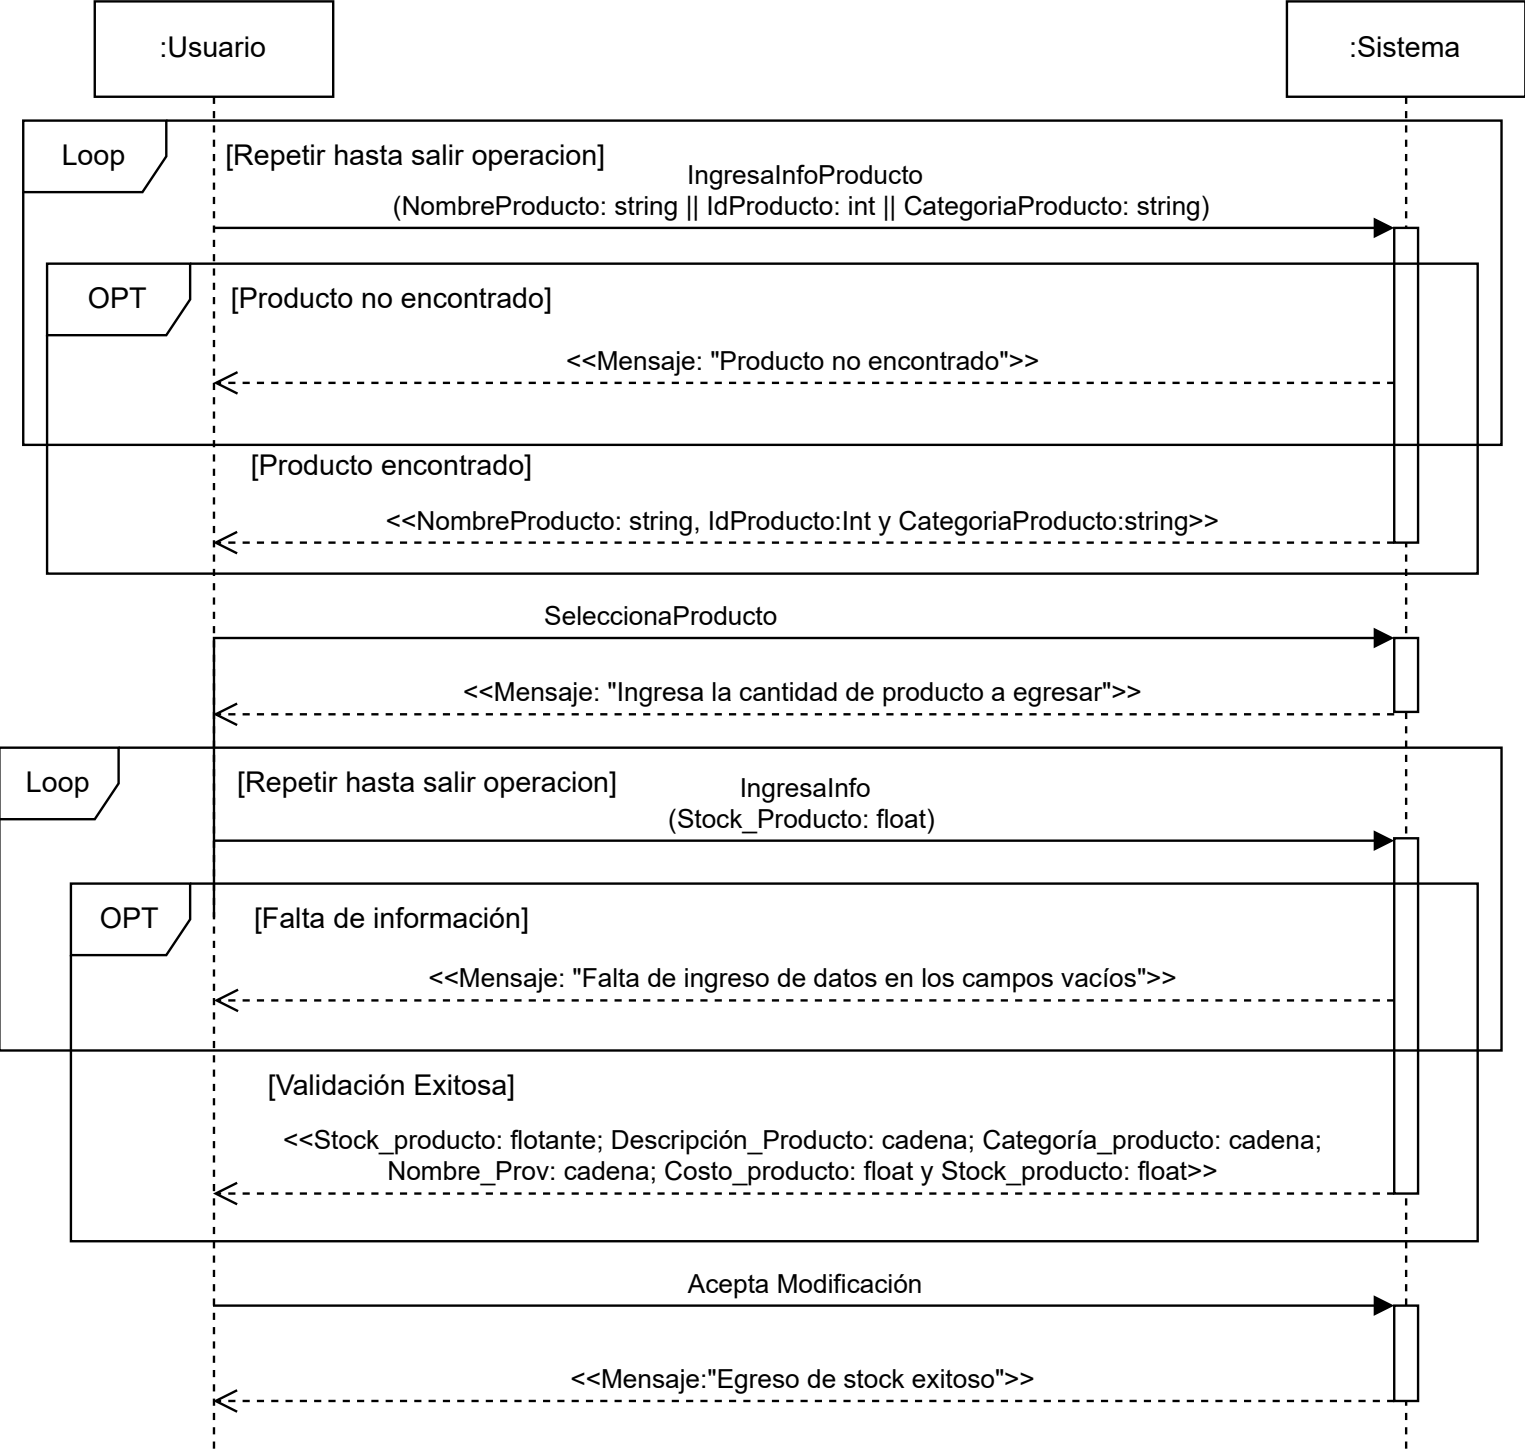 :Usuario
:Sistema
Loop
[Repetir hasta salir operacion]
IngresaInfoProducto
(NombreProducto: string || IdProducto: int || CategoriaProducto: string)
OPT
[Producto no encontrado]
<<Mensaje: "Producto no encontrado">>
[Producto encontrado]
<<NombreProducto: string, IdProducto:Int y CategoriaProducto:string>>
SeleccionaProducto
<<Mensaje: "Ingresa la cantidad de producto a egresar">>
Loop
[Repetir hasta salir operacion]
IngresaInfo
(Stock_Producto: float)
OPT
[Falta de información]
<<Mensaje: "Falta de ingreso de datos en los campos vacíos">>
[Validación Exitosa]
<<Stock_producto: flotante; Descripción_Producto: cadena; Categoría_producto: cadena;
Nombre_Prov: cadena; Costo_producto: float y Stock_producto: float>>
Acepta Modificación
<<Mensaje:"Egreso de stock exitoso">>